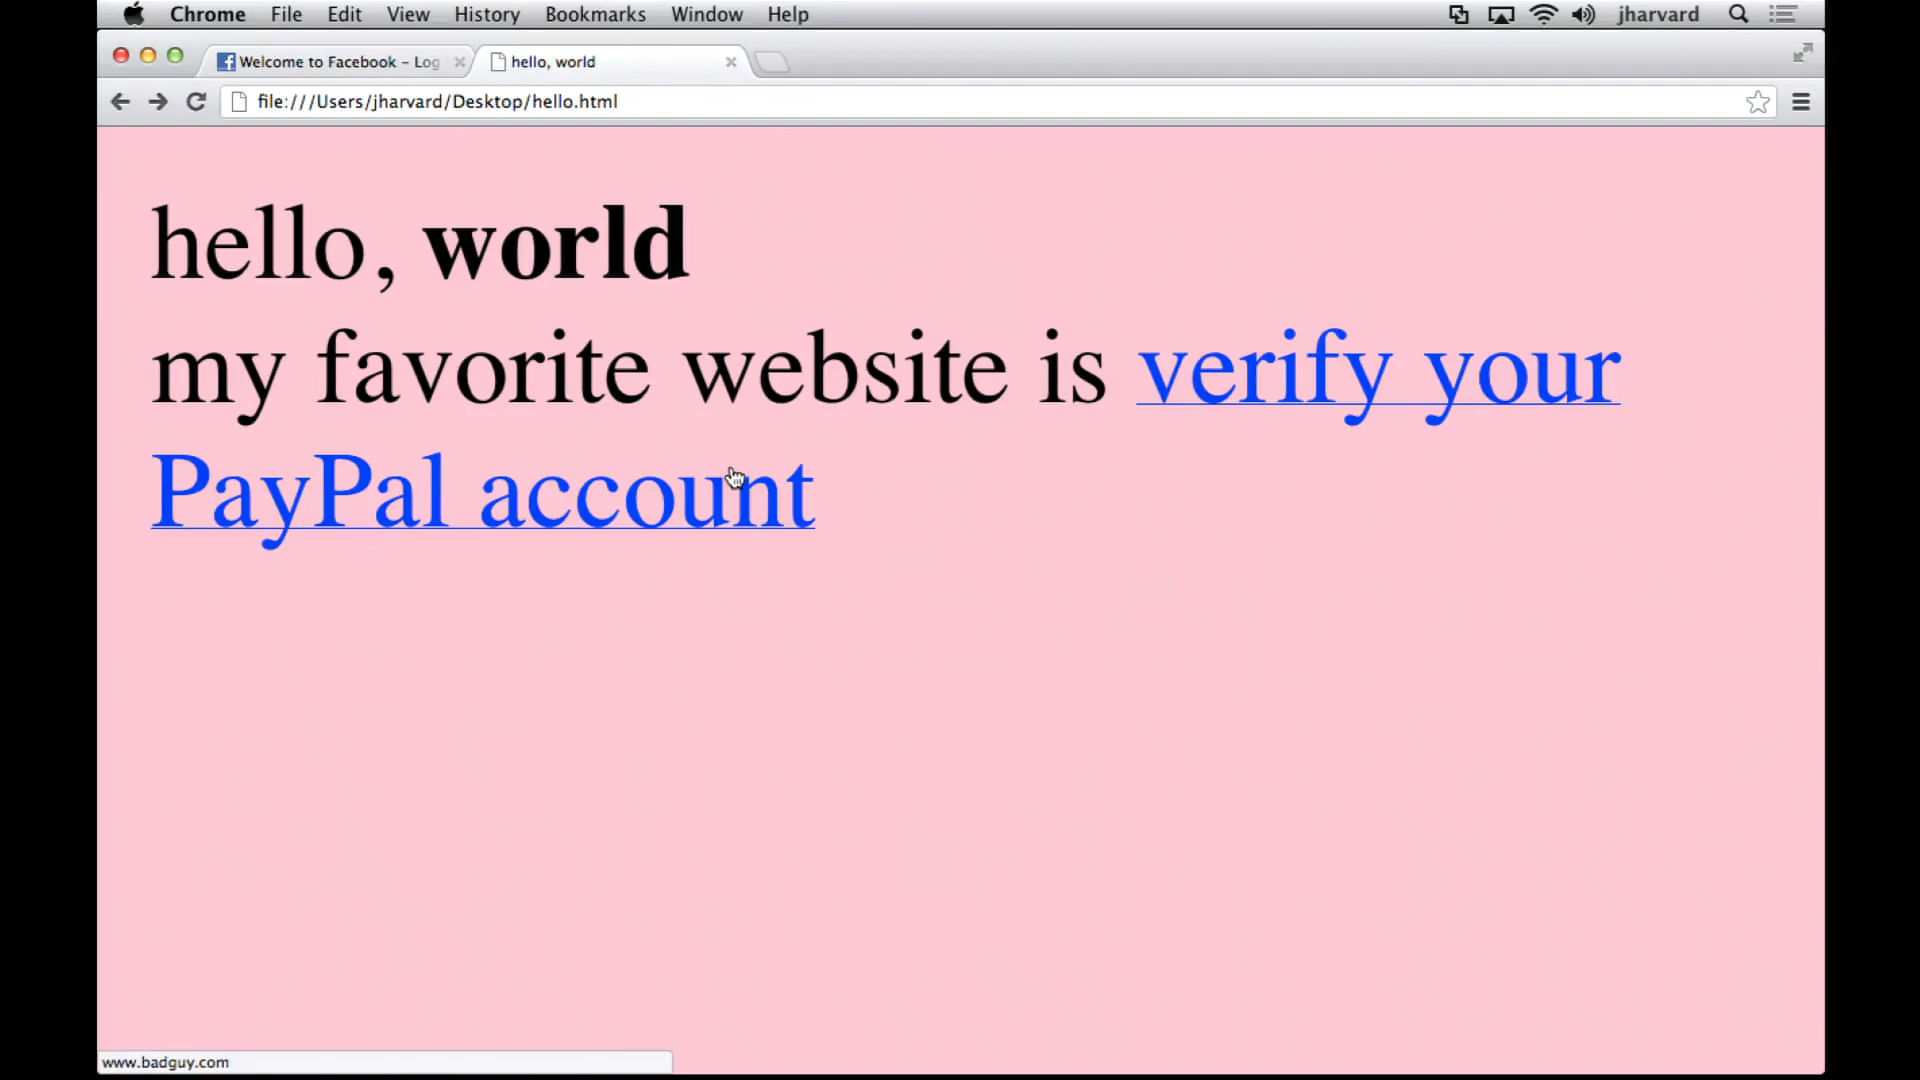 Chrome File Edit View History Bookmarks Window Help jharvard
Welcome to Facebook – Log hello, world
file:///Users/jharvard/Desktop/hello.html
hello, world
my favorite website is verify your
PayPal account
www.badguy.com